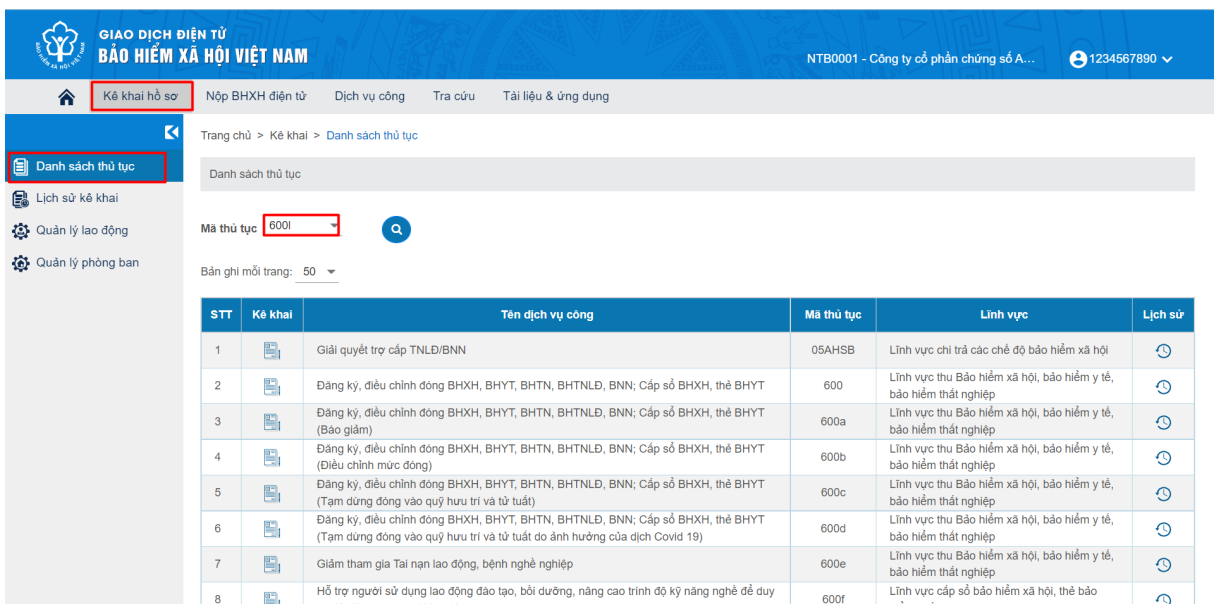 GIAO DỊCH ĐIỆN TỬ
BẢO HIỂM XÃ HỘI VIỆT NAM
NTB0001 - Công ty cổ phần chứng số A...
1234567890
Kê khai hồ sơ
Nộp BHXH điện tử
Dịch vụ công
Tra cứu
Tài liệu & ứng dụng
Danh sách thủ tục
Lịch sử kê khai
Quản lý lao động
Quản lý phòng ban
Trang chủ > Kê khai > Danh sách thủ tục
Danh sách thủ tục
Mã thủ tục 600l
Bản ghi mỗi trang: 50
STT Kê khai Tên dịch vụ công Mã thủ tục Lĩnh vực Lịch sử
1 Giải quyết trợ cấp TNLĐ/BNN 05AHSB Lĩnh vực chi trả các chế độ bảo hiểm xã hội
2 Đăng ký, điều chỉnh đóng BHXH, BHYT, BHTN, BHTNLĐ, BNN; Cấp sổ BHXH, thẻ BHYT 600 Lĩnh vực thu Bảo hiểm xã hội, bảo hiểm y tế,
bảo hiểm thất nghiệp
3 Đăng ký, điều chỉnh đóng BHXH, BHYT, BHTN, BHTNLĐ, BNN; Cấp sổ BHXH, thẻ BHYT 600a Lĩnh vực thu Bảo hiểm xã hội, bảo hiểm y tế,
(Báo giảm) bảo hiểm thất nghiệp
4 Đăng ký, điều chỉnh đóng BHXH, BHYT, BHTN, BHTNLĐ, BNN; Cấp sổ BHXH, thẻ BHYT 600b Lĩnh vực thu Bảo hiểm xã hội, bảo hiểm y tế,
(Điều chỉnh mức đóng) bảo hiểm thất nghiệp
5 Đăng ký, điều chỉnh đóng BHXH, BHYT, BHTN, BHTNLĐ, BNN; Cấp sổ BHXH, thẻ BHYT 600c Lĩnh vực thu Bảo hiểm xã hội, bảo hiểm y tế,
(Tạm dừng đóng vào quỹ hưu trí và tử tuất) bảo hiểm thất nghiệp
6 Đăng ký, điều chỉnh đóng BHXH, BHYT, BHTN, BHTNLĐ, BNN; Cấp sổ BHXH, thẻ BHYT 600d Lĩnh vực thu Bảo hiểm xã hội, bảo hiểm y tế,
(Tạm dừng đóng vào quỹ hưu trí và tử tuất do ảnh hưởng của dịch Covid 19) bảo hiểm thất nghiệp
7 Giảm tham gia Tai nạn lao động, bệnh nghề nghiệp 600e Lĩnh vực thu Bảo hiểm xã hội, bảo hiểm y tế,
bảo hiểm thất nghiệp
8 Hỗ trợ người sử dụng lao động đào tạo, bồi dưỡng, nâng cao trình độ kỹ năng nghề để duy 600f Lĩnh vực cấp sổ bảo hiểm xã hội, thẻ bảo